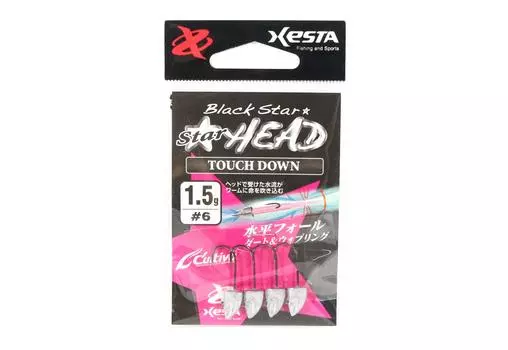 XESTA
Fishing and Sports
Black Star★
Star HEAD
TOUCH DOWN
ヘッドで受けた水流が
ワームに命を吹き込む
1.5g
#6
水平フォール
ダート&ウォブリング
Cultiva
XESTA